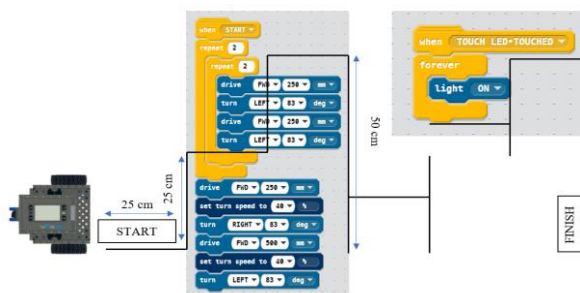 when START
repeat 2
repeat 2
drive FWD 250 mm
turn LEFT 83 deg
drive FWD 250 mm
turn LEFT 83 deg
drive FWD 250 mm
set turn speed to 40 %
turn RIGHT 83 deg
drive FWD 500 mm
set turn speed to 40 %
turn LEFT 83 deg
when TOUCH LED•TOUCHED
forever
light ON
25 cm
25 cm
START
50 cm
FINISH